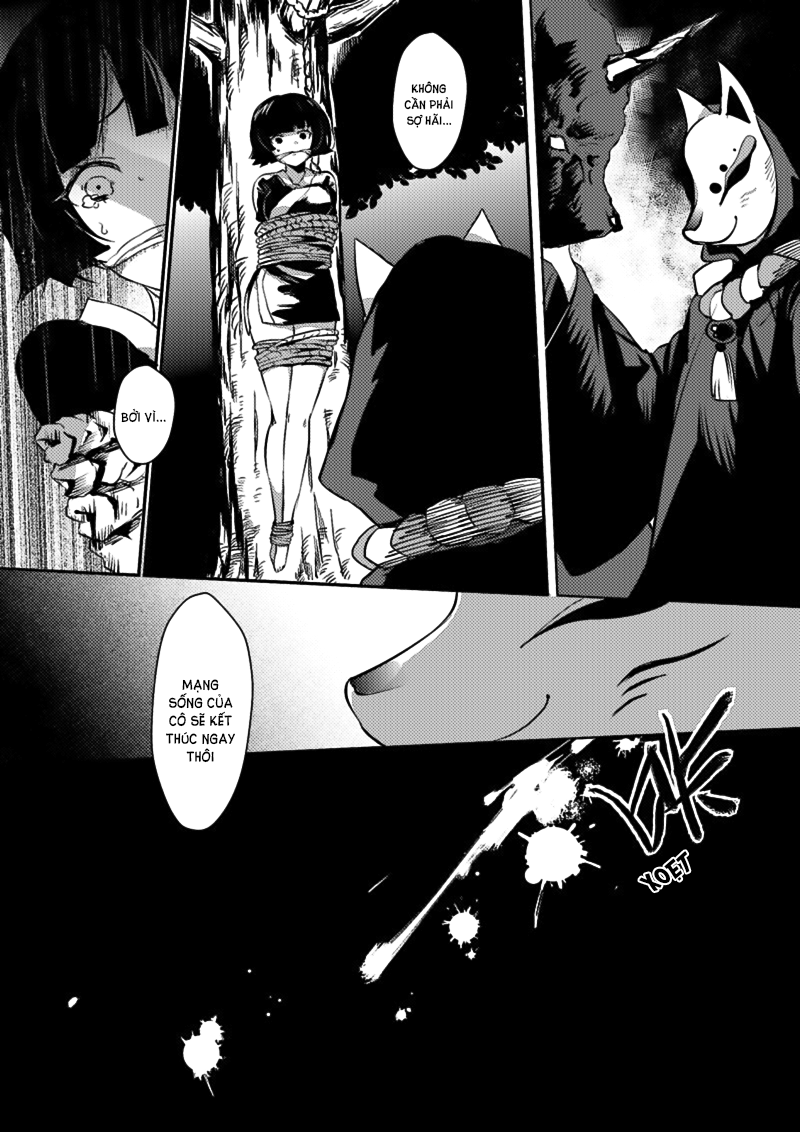 KHÔNG
CẦN PHẢI
SỢ HÃI...
BỞI VÌ...
MẠNG
SỐNG CỦA
CÔ SẼ KẾT
THÚC NGAY
THÔI
XOẸT